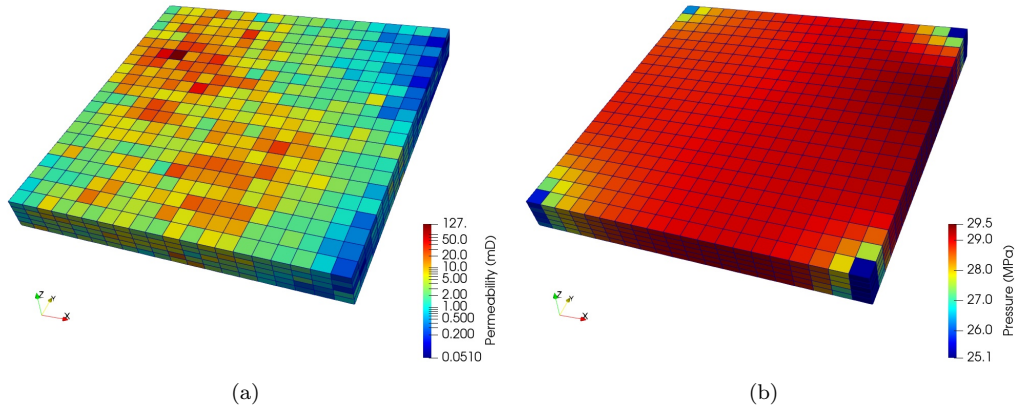 127.
50.0
20.0
10.0
5.00
2.00
1.00
0.500
0.200
0.0510
Permeability (mD)
Z
Y
X
(a)
29.5
29.0
28.0
27.0
26.0
25.1
Pressure (MPa)
Z
Y
X
(b)